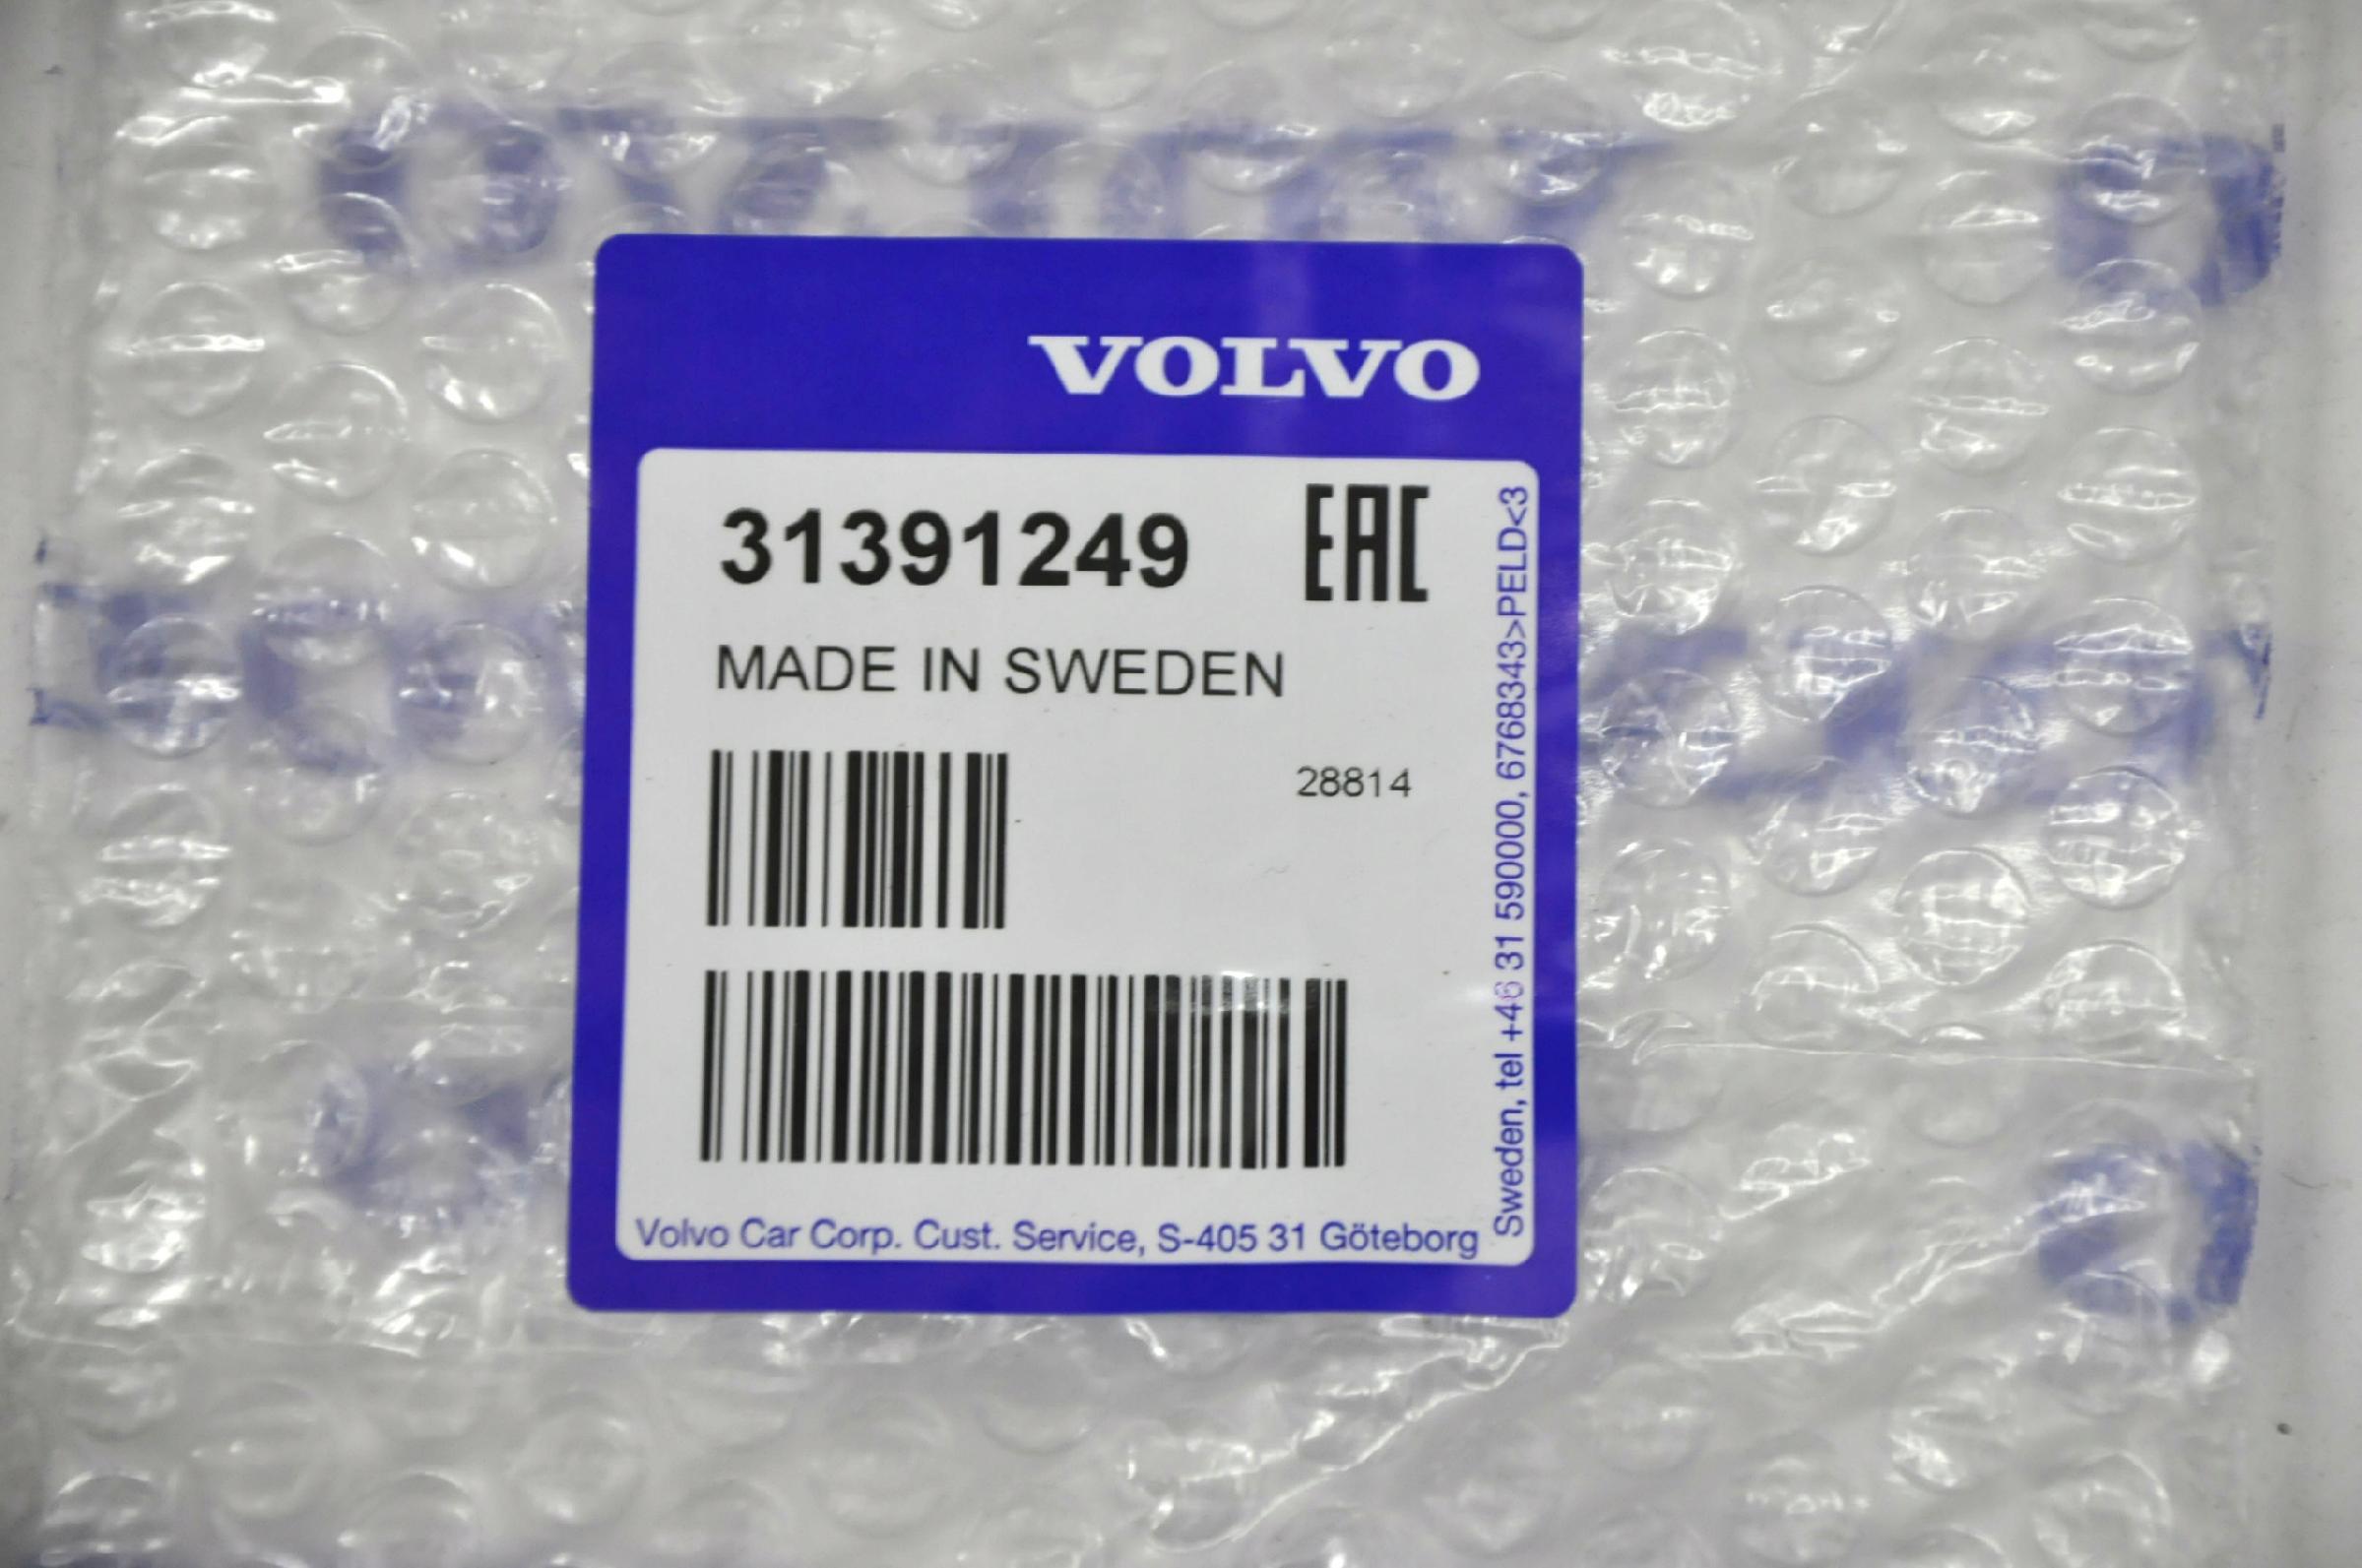 VOLVO
31391249
EAC
MADE IN SWEDEN
28814
Volvo Car Corp. Cust. Service, S-405 31 Göteborg
Sweden, tel +46 31 590000, 6768343>PELD<3